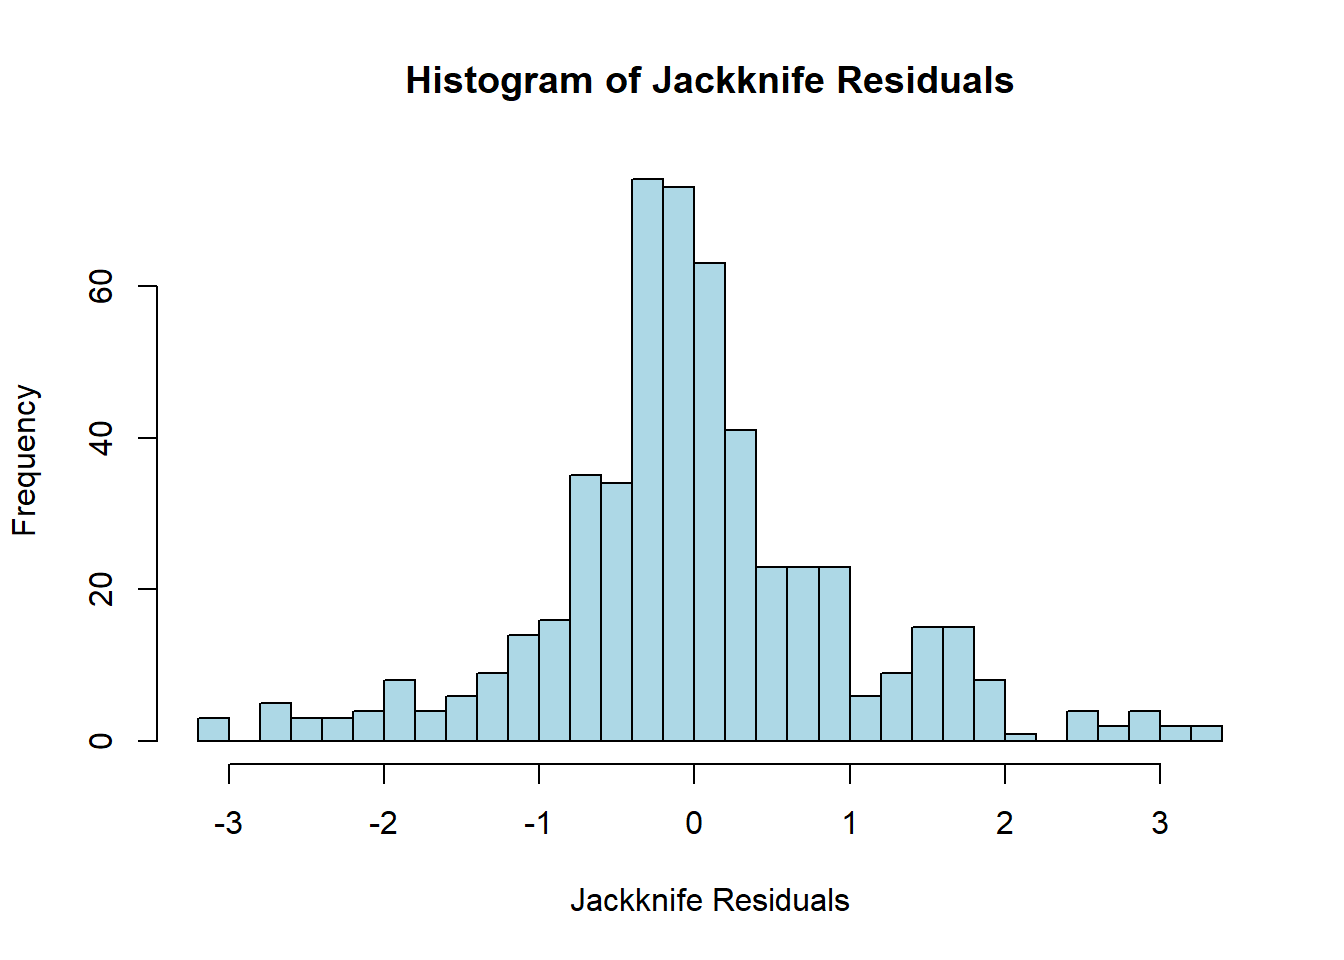 Histogram of Jackknife Residuals
Frequency
60
40
20
0
-3 -2 -1 0 1 2 3
Jackknife Residuals